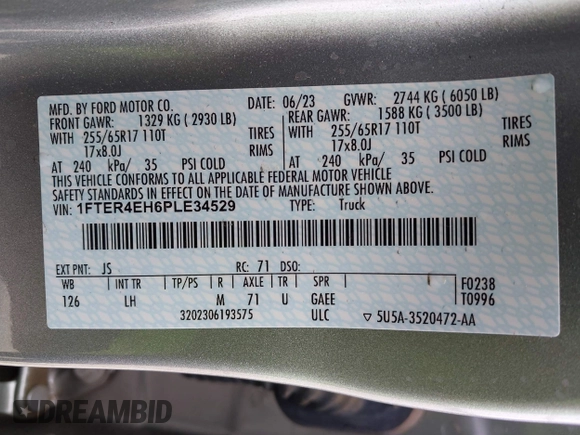 MFD. BY FORD MOTOR CO. DATE: 06/23 GVWR: 2744 KG ( 6050 LB)
FRONT GAWR: 1329 KG ( 2930 LB) REAR GAWR: 1588 KG ( 3500 LB)
WITH 255/65R17 110T TIRES WITH 255/65R17 110T TIRES
17x8.0J RIMS 17x8.0J RIMS
AT 240 kPa/ 35 PSI COLD AT 240 kPa/ 35 PSI COLD
THIS VEHICLE CONFORMS TO ALL APPLICABLE FEDERAL MOTOR VEHICLE
SAFETY STANDARDS IN EFFECT ON THE DATE OF MANUFACTURE SHOWN ABOVE.
VIN: 1FTER4EH6PLE34529 TYPE: Truck
EXT PNT: JS RC: 71 DSO:
WB INT TR TP/PS R AXLE TR SPR F0238
126 LH M 71 U GAEE T0996
3202306193575 ULC ▽ 5U5A-3520472-AA
DREAMBID